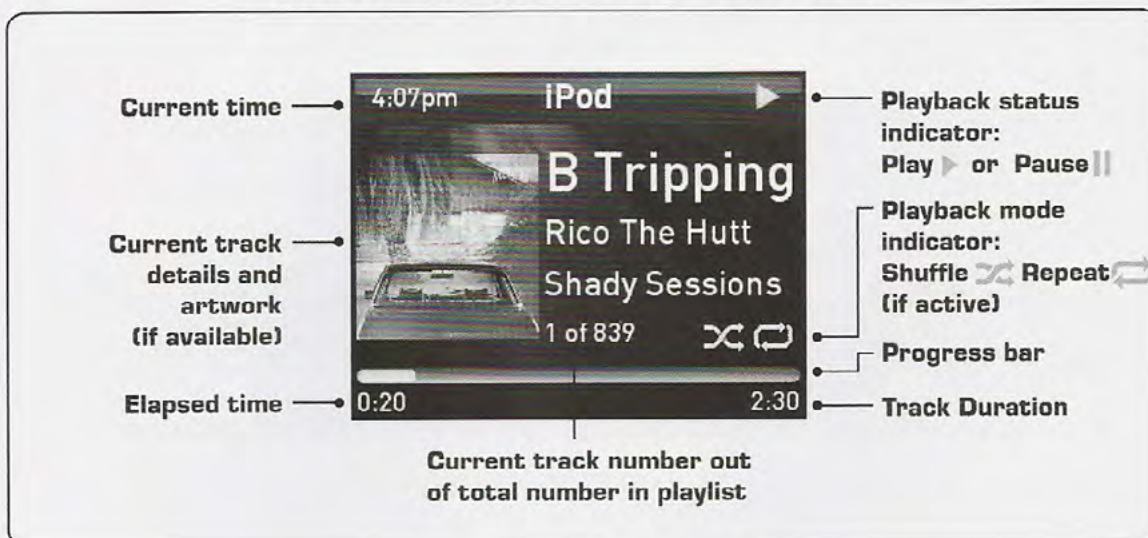 Current time
4:07pm
iPod
Playback status
indicator:
Play or Pause
B Tripping
Rico The Hutt
Shady Sessions
1 of 839
Current track
details and
artwork
(if available)
Playback mode
indicator:
Shuffle Repeat
(if active)
Progress bar
Elapsed time
0:20
2:30
Track Duration
Current track number out
of total number in playlist